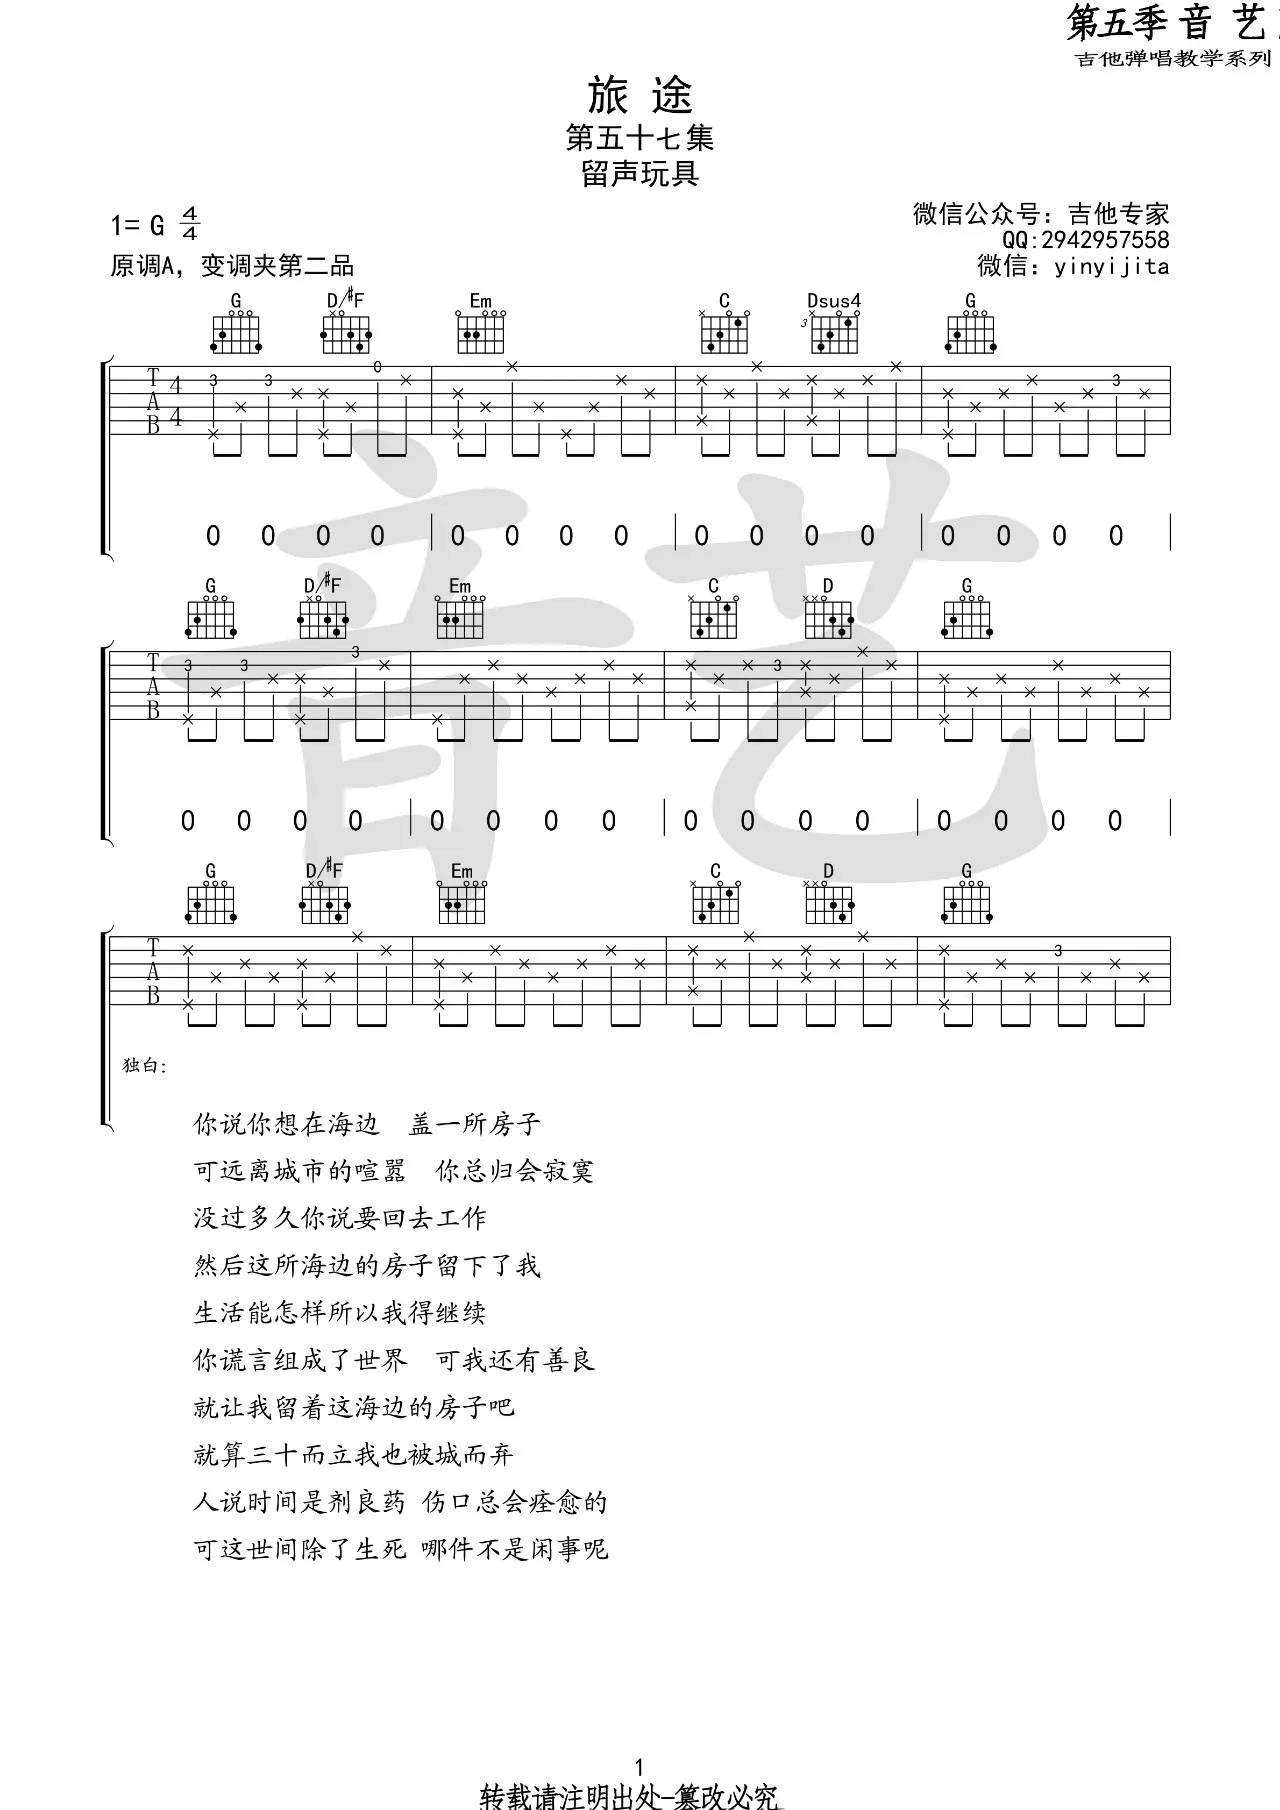 第五季 音 艺
吉他弹唱教学系列
旅 途
第五十七集
留声玩具
1= G 4/4
微信公众号：吉他专家
QQ:2942957558
原调A，变调夹第二品
微信：yinyijita
G D/#F Em C Dsus4 G
3
T 4 3 3 0 3
A 4
B
0 0 0 0 0 0 0 0 0 0 0 0 0 0 0 0
G D/#F Em C D G
T 3 3 3 3
A
B
0 0 0 0 0 0 0 0 0 0 0 0 0 0 0 0
G D/#F Em C D G
T 3
A
B
独白：
你说你想在海边 盖一所房子
可远离城市的喧嚣 你总归会寂寞
没过多久你说要回去工作
然后这所海边的房子留下了我
生活能怎样所以我得继续
你谎言组成了世界 可我还有善良
就让我留着这海边的房子吧
就算三十而立我也被城而弃
人说时间是剂良药 伤口总会痊愈的
可这世间除了生死 哪件不是闲事呢
音艺
1
转载请注明出处-篡改必究